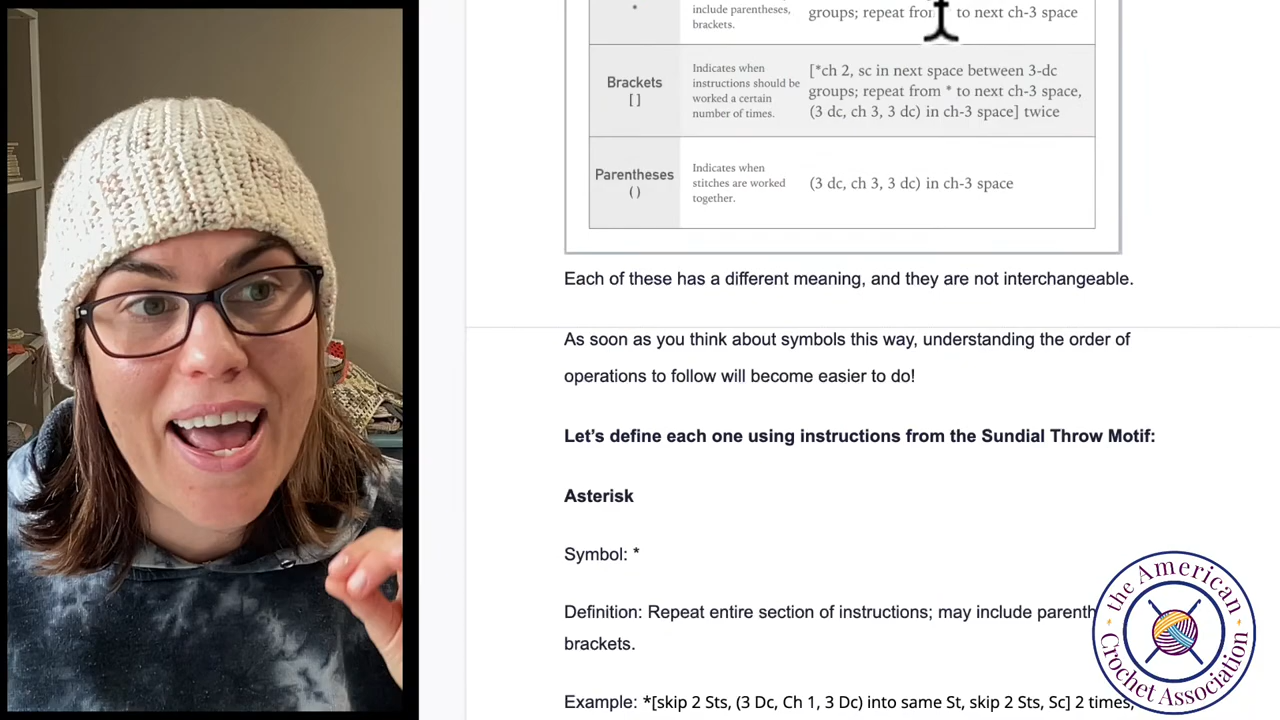 include parentheses,
brackets.
*
groups; repeat from to next ch-3 space
Brackets
[ ]
Indicates when
instructions should be
worked a certain
number of times.
[*ch 2, sc in next space between 3-dc
groups; repeat from * to next ch-3 space,
(3 dc, ch 3, 3 dc) in ch-3 space] twice
Parentheses
( )
Indicates when
stitches are worked
together.
(3 dc, ch 3, 3 dc) in ch-3 space
Each of these has a different meaning, and they are not interchangeable.
As soon as you think about symbols this way, understanding the order of
operations to follow will become easier to do!
Let’s define each one using instructions from the Sundial Throw Motif:
Asterisk
Symbol: *
Definition: Repeat entire section of instructions; may include
brackets.
Example: *[skip 2 Sts, (3 Dc, Ch 1, 3 Dc) into same St, skip 2 Sts, Sc] 2 times,
the American
Crochet Association